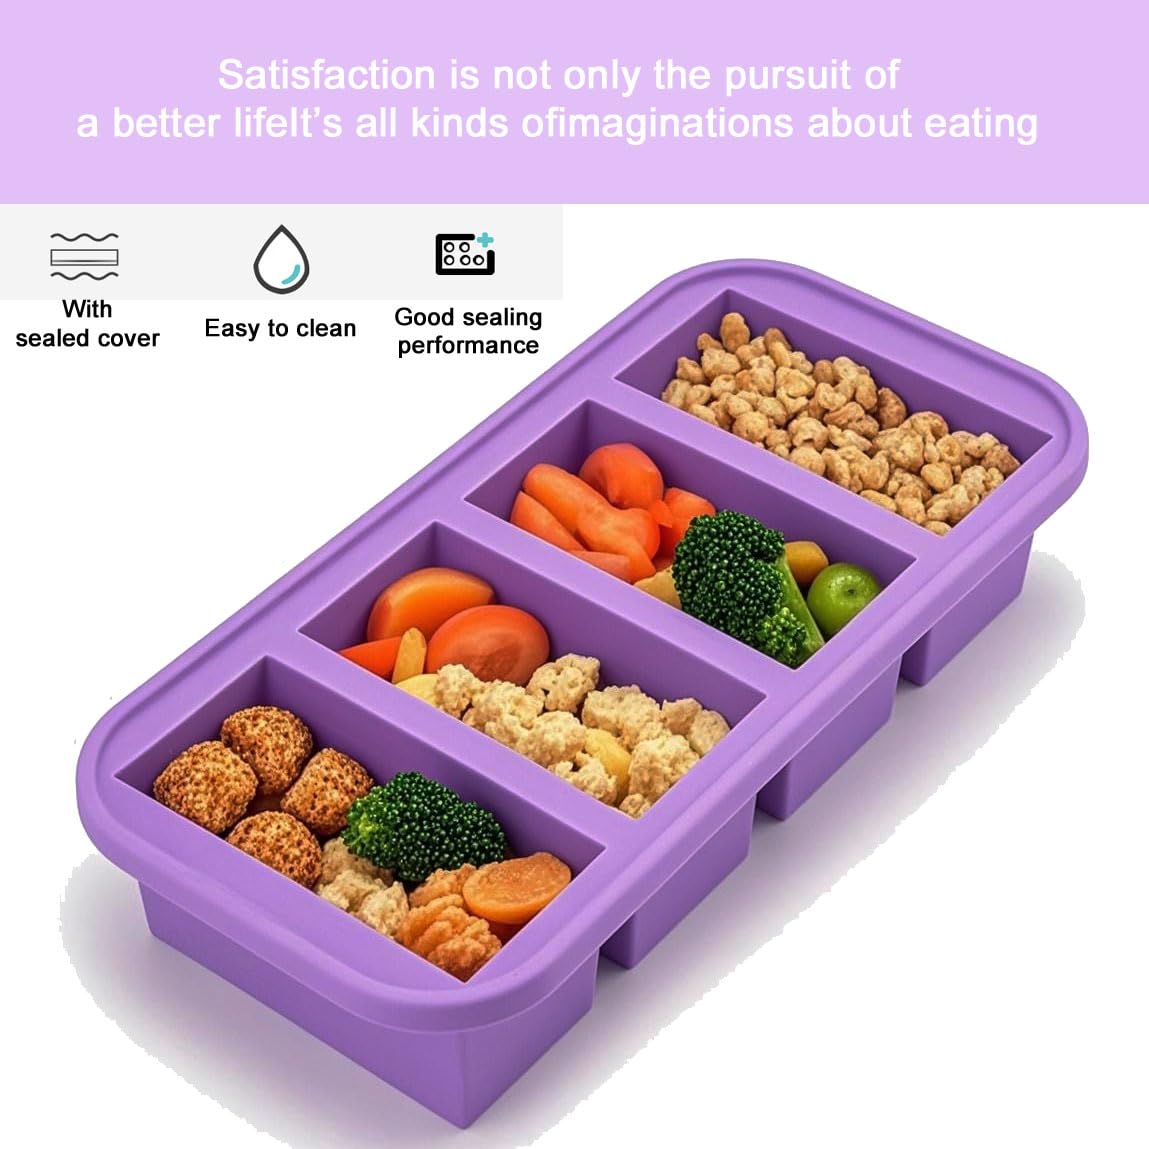 Satisfaction is not only the pursuit of
a better lifeIt's all kinds ofimaginations about eating
With
sealed cover
Easy to clean
Good sealing
performance